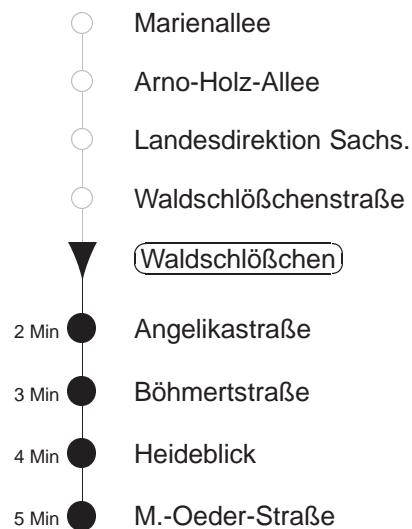 Marienallee
Arno-Holz-Allee
Landesdirektion Sachs.
Waldschlößchenstraße
Waldschlößchen
2 Min Angelikastraße
3 Min Böhmertstraße
4 Min Heideblick
5 Min M.-Oeder-Straße